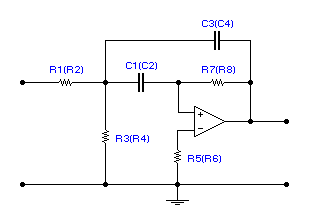 C3(C4)
R1(R2)
C1(C2)
R7(R8)
+
−
R3(R4)
R5(R6)